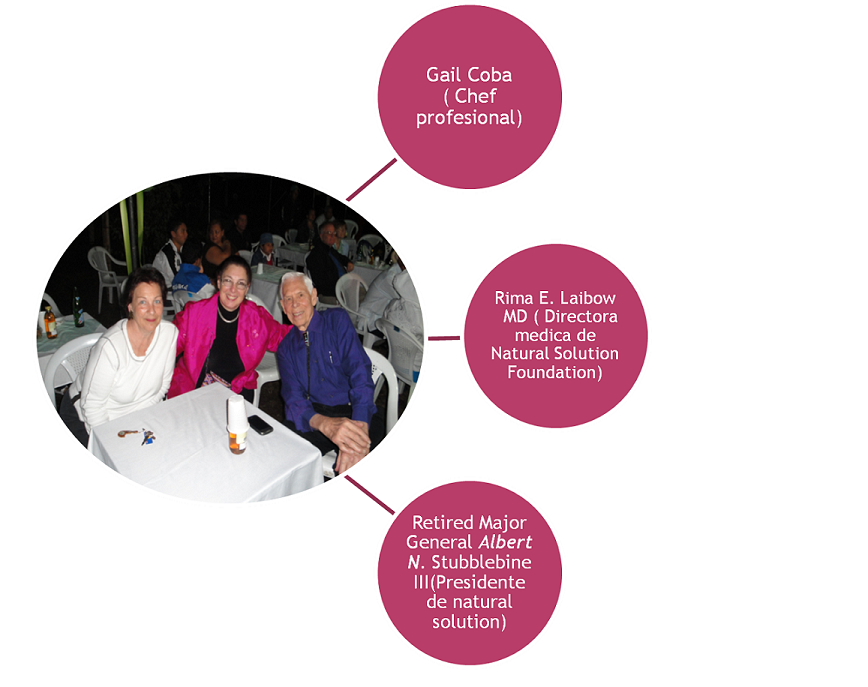 Gail Coba
( Chef
profesional)
Rima E. Laibow
MD ( Directora
medica de
Natural Solution
Foundation)
Retired Major
General Albert
N. Stubblebine
III(Presidente
de natural
solution)